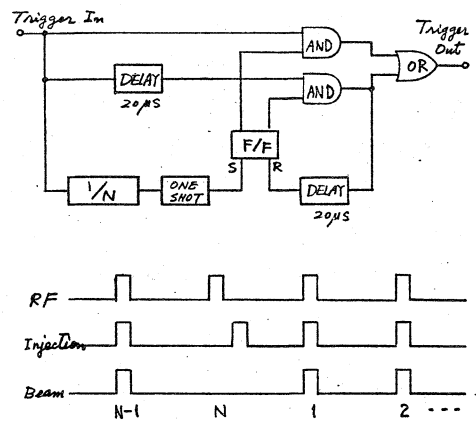 Trigger In
Trigger
Out
AND
OR
DELAY
20μS
AND
F/F
S
R
1/N
ONE
SHOT
DELAY
20μS
RF
Injection
Beam
N-1
N
1
2
---